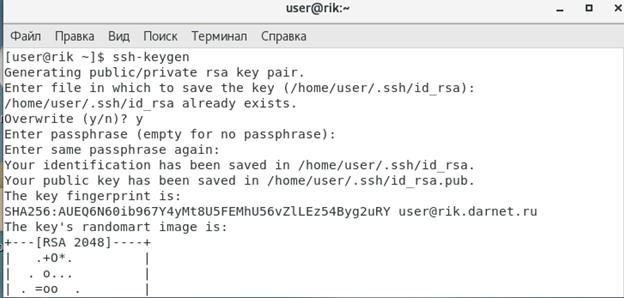 user@rik:~
Файл Правка Вид Поиск Терминал Справка
[user@rik ~]$ ssh-keygen
Generating public/private rsa key pair.
Enter file in which to save the key (/home/user/.ssh/id_rsa):
/home/user/.ssh/id_rsa already exists.
Overwrite (y/n)? y
Enter passphrase (empty for no passphrase):
Enter same passphrase again:
Your identification has been saved in /home/user/.ssh/id_rsa.
Your public key has been saved in /home/user/.ssh/id_rsa.pub.
The key fingerprint is:
SHA256:AUEQ6N60ib967Y4yMt8U5FEMhU56vZlLEz54Byg2uRY user@rik.darnet.ru
The key's randomart image is:
+---[RSA 2048]----+
|    .+O*.        |
|   . o...        |
|  . =oo  .       |